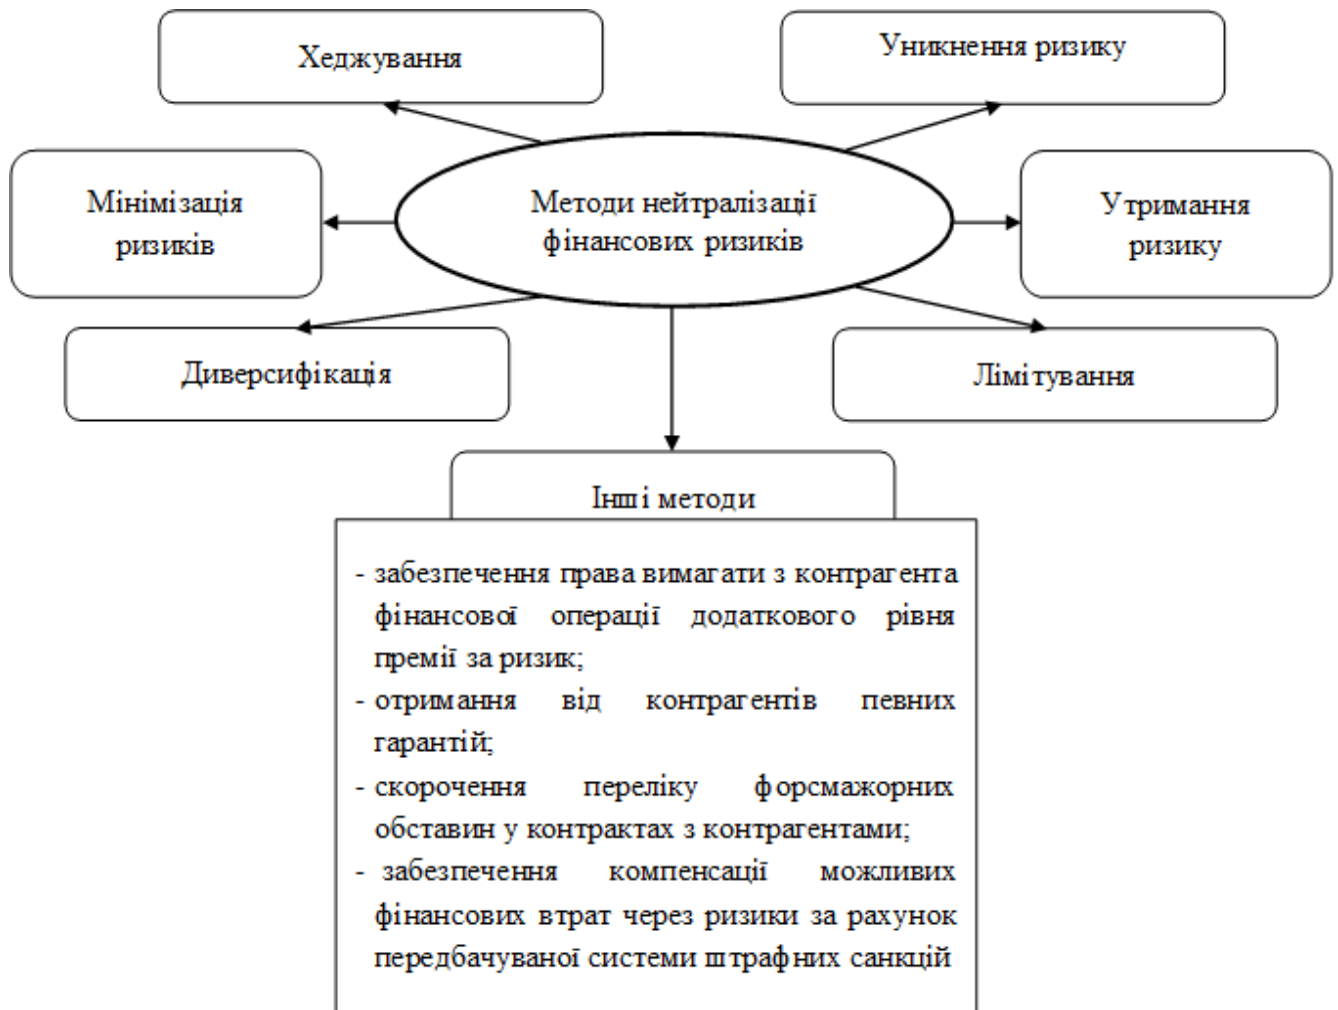 Хеджування
Уникнення ризику
Мінімізація
ризиків
Методи нейтралізації
фінансових ризиків
Утримання
ризику
Диверсифікація
Лімітування
Інші методи
- забезпечення права вимагати з контрагента
фінансової операції додаткового рівня
премії за ризик;
- отримання від контрагентів певних
гарантій;
- скорочення переліку форсмажорних
обставин у контрактах з контрагентами;
- забезпечення компенсації можливих
фінансових втрат через ризики за рахунок
передбачуваної системи штрафних санкцій